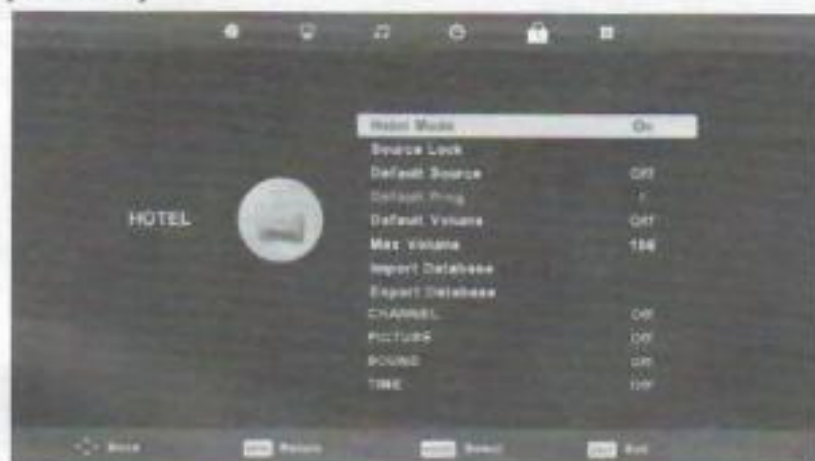 Hotel Mode On
Source Lock
Default Source Off
Default Prog
HOTEL
Default Volume Off
Max Volume 100
Import Database
Export Database
CHANNEL Off
PICTURE Off
SOUND Off
TIME Off
Move Return Select Exit